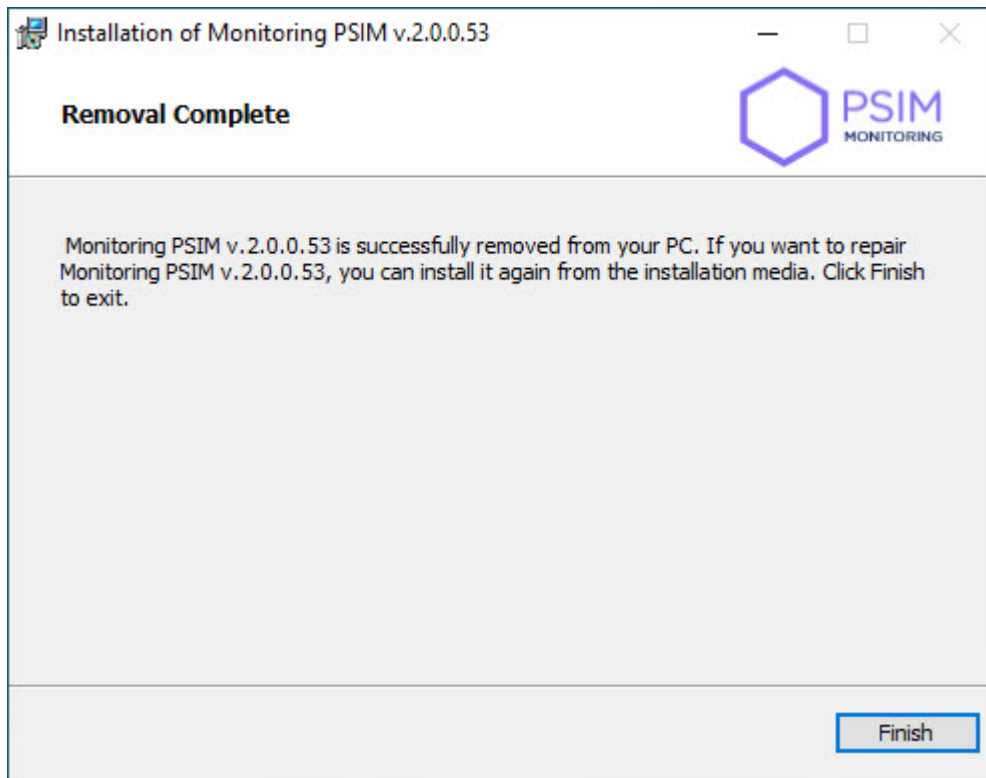 Installation of Monitoring PSIM v.2.0.0.53
Removal Complete
PSIM
MONITORING
Monitoring PSIM v.2.0.0.53 is successfully removed from your PC. If you want to repair
Monitoring PSIM v.2.0.0.53, you can install it again from the installation media. Click Finish
to exit.
Finish